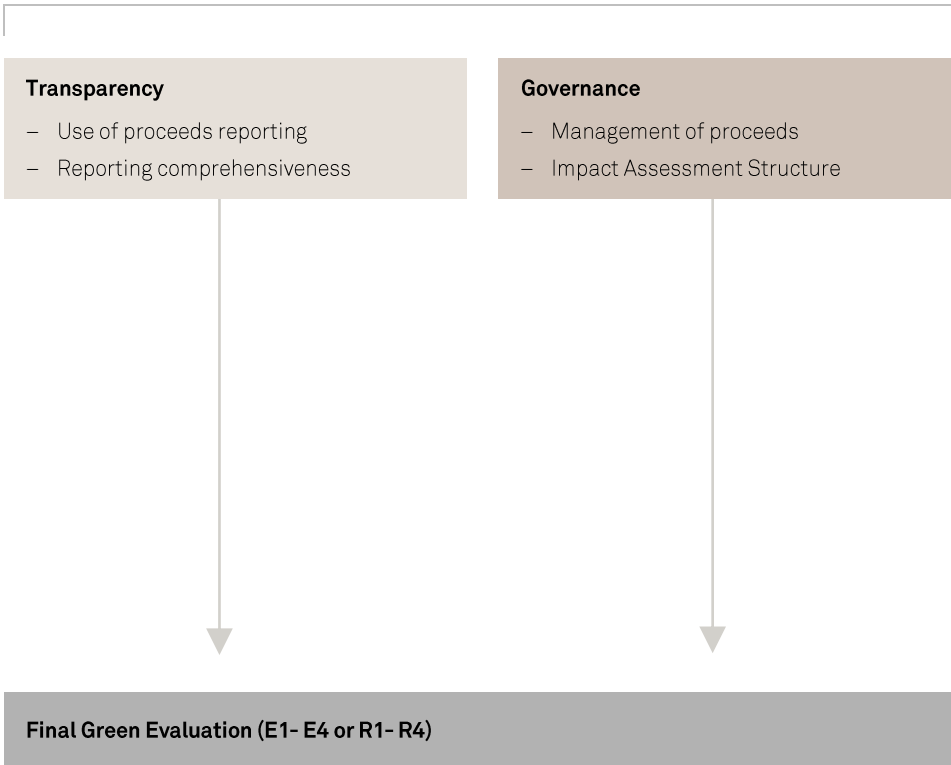 Transparency
– Use of proceeds reporting
– Reporting comprehensiveness
Governance
– Management of proceeds
– Impact Assessment Structure
Final Green Evaluation (E1- E4 or R1- R4)